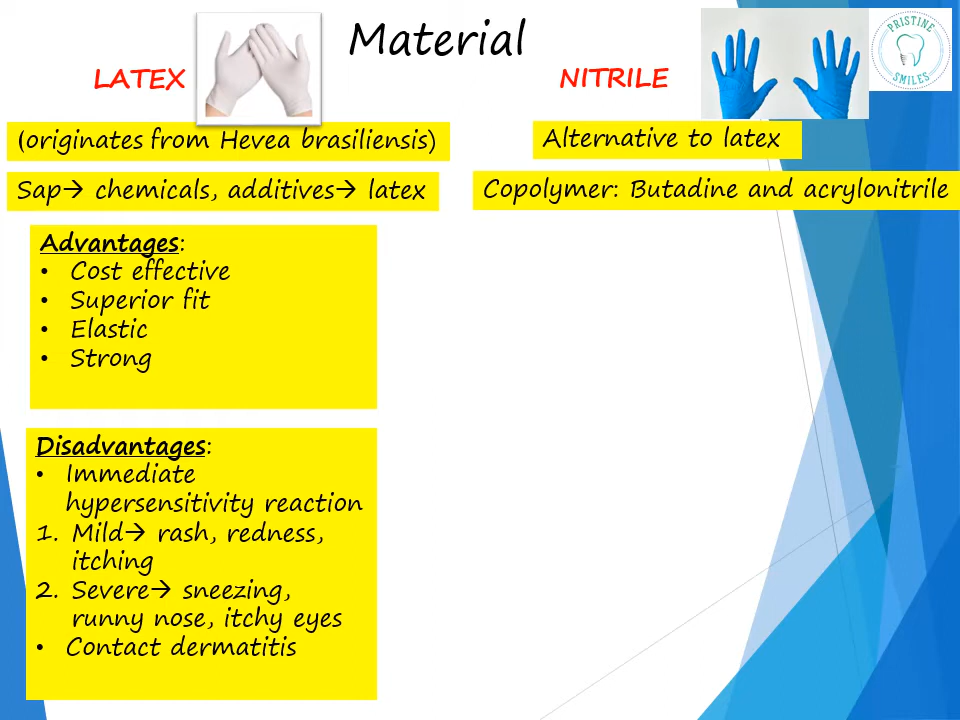 Material
LATEX
NITRILE
PRISTINE
SMILES
(originates from Hevea brasiliensis)
Alternative to latex
Sap→ chemicals, additives→ latex
Copolymer: Butadine and acrylonitrile
Advantages:
• Cost effective
• Superior fit
• Elastic
• Strong
Disadvantages:
• Immediate
hypersensitivity reaction
1. Mild→ rash, redness,
itching
2. Severe→ sneezing,
runny nose, itchy eyes
• Contact dermatitis